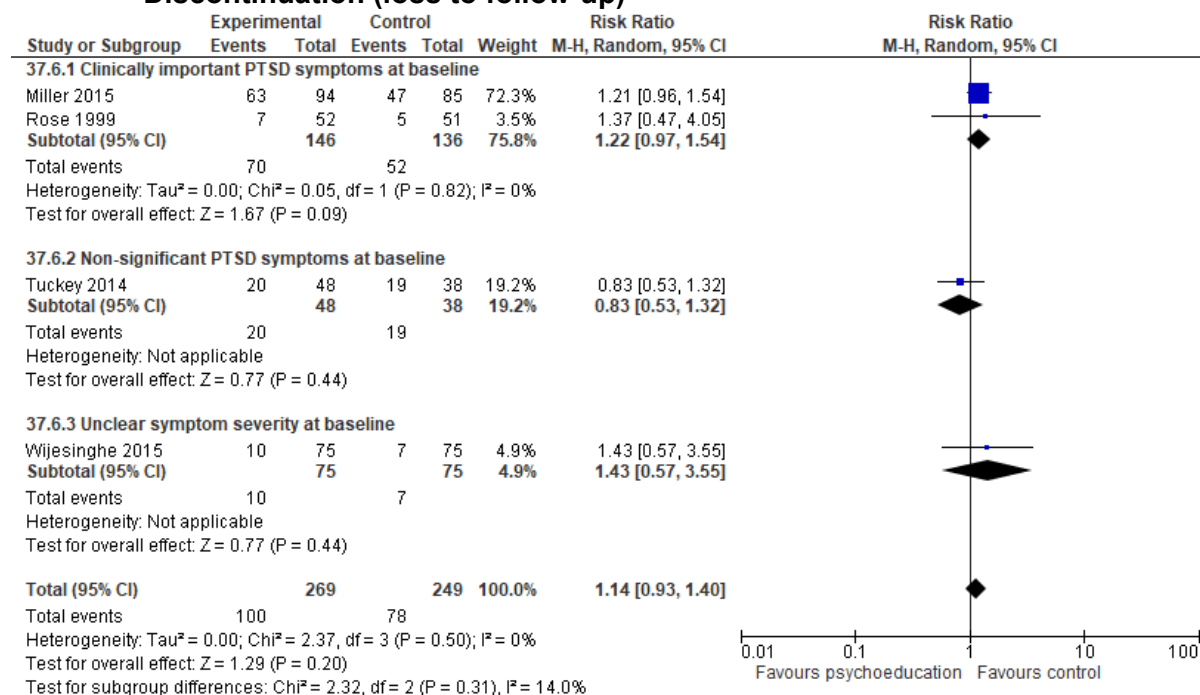 Discontinuation (loss to follow-up)
Experimental Control Risk Ratio Risk Ratio
Study or Subgroup Events Total Events Total Weight M-H, Random, 95% CI M-H, Random, 95% CI
37.6.1 Clinically important PTSD symptoms at baseline
Miller 2015 63 94 47 85 72.3% 1.21 [0.96, 1.54]
Rose 1999 7 52 5 51 3.5% 1.37 [0.47, 4.05]
Subtotal (95% CI) 146 136 75.8% 1.22 [0.97, 1.54]
Total events 70 52
Heterogeneity: Tau² = 0.00; Chi² = 0.05, df = 1 (P = 0.82); I² = 0%
Test for overall effect: Z = 1.67 (P = 0.09)
37.6.2 Non-significant PTSD symptoms at baseline
Tuckey 2014 20 48 19 38 19.2% 0.83 [0.53, 1.32]
Subtotal (95% CI) 48 38 19.2% 0.83 [0.53, 1.32]
Total events 20 19
Heterogeneity: Not applicable
Test for overall effect: Z = 0.77 (P = 0.44)
37.6.3 Unclear symptom severity at baseline
Wijesinghe 2015 10 75 7 75 4.9% 1.43 [0.57, 3.55]
Subtotal (95% CI) 75 75 4.9% 1.43 [0.57, 3.55]
Total events 10 7
Heterogeneity: Not applicable
Test for overall effect: Z = 0.77 (P = 0.44)
Total (95% CI) 269 249 100.0% 1.14 [0.93, 1.40]
Total events 100 78
Heterogeneity: Tau² = 0.00; Chi² = 2.37, df = 3 (P = 0.50); I² = 0%
Test for overall effect: Z = 1.29 (P = 0.20)
Test for subgroup differences: Chi² = 2.32, df = 2 (P = 0.31), I² = 14.0%
0.01 0.1 1 10 100
Favours psychoeducation Favours control